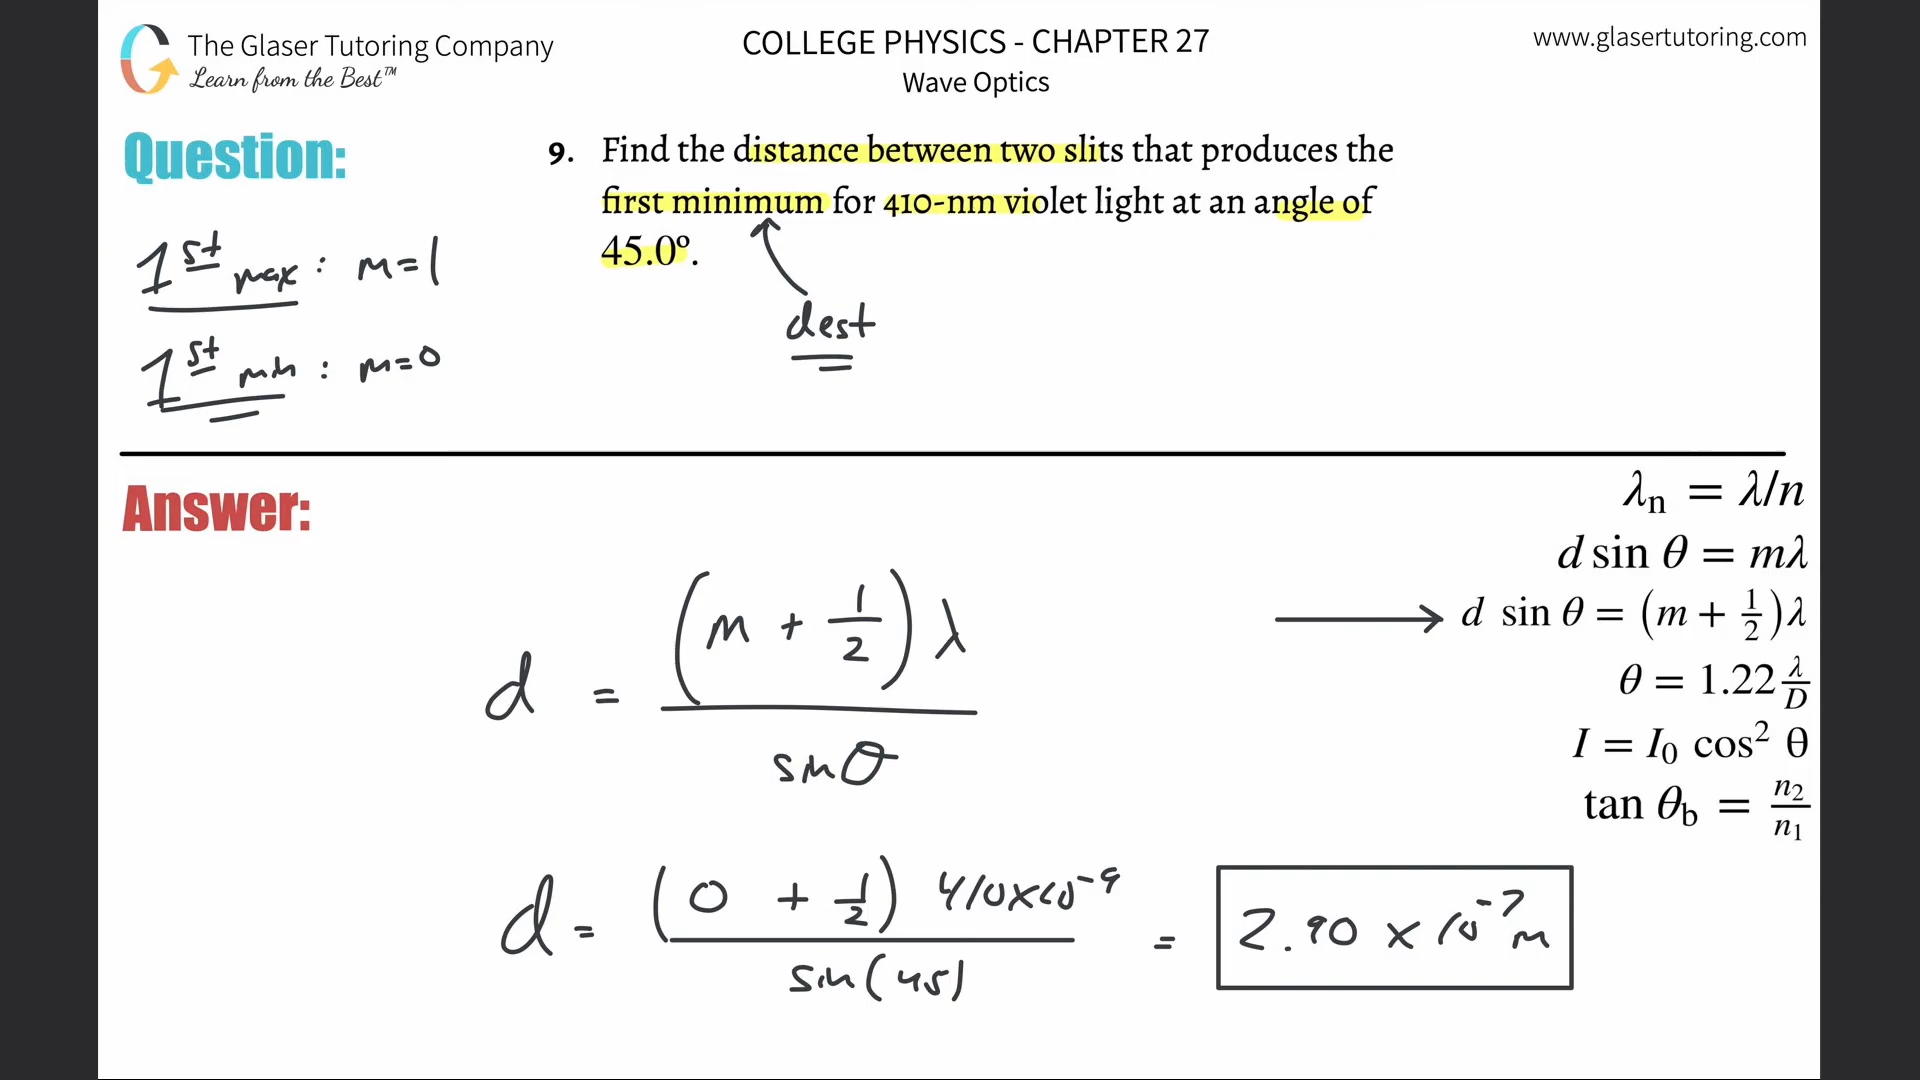 The Glaser Tutoring Company
Learn from the Best™
COLLEGE PHYSICS - CHAPTER 27
Wave Optics
www.glasertutoring.com
Question:
9. Find the distance between two slits that produces the
first minimum for 410-nm violet light at an angle of
45.0º.
1st max : m=1
1st min : m=0
dest
Answer:
λn = λ/n
d sin θ = mλ
d sin θ = (m + 1/2)λ
θ = 1.22 λ/D
I = I0 cos² θ
tan θb = n2/n1
d = (m + 1/2) λ / sin θ
d = (0 + 1/2) 410x10^-9 / sin(45) = 2.90 x 10^-7 m